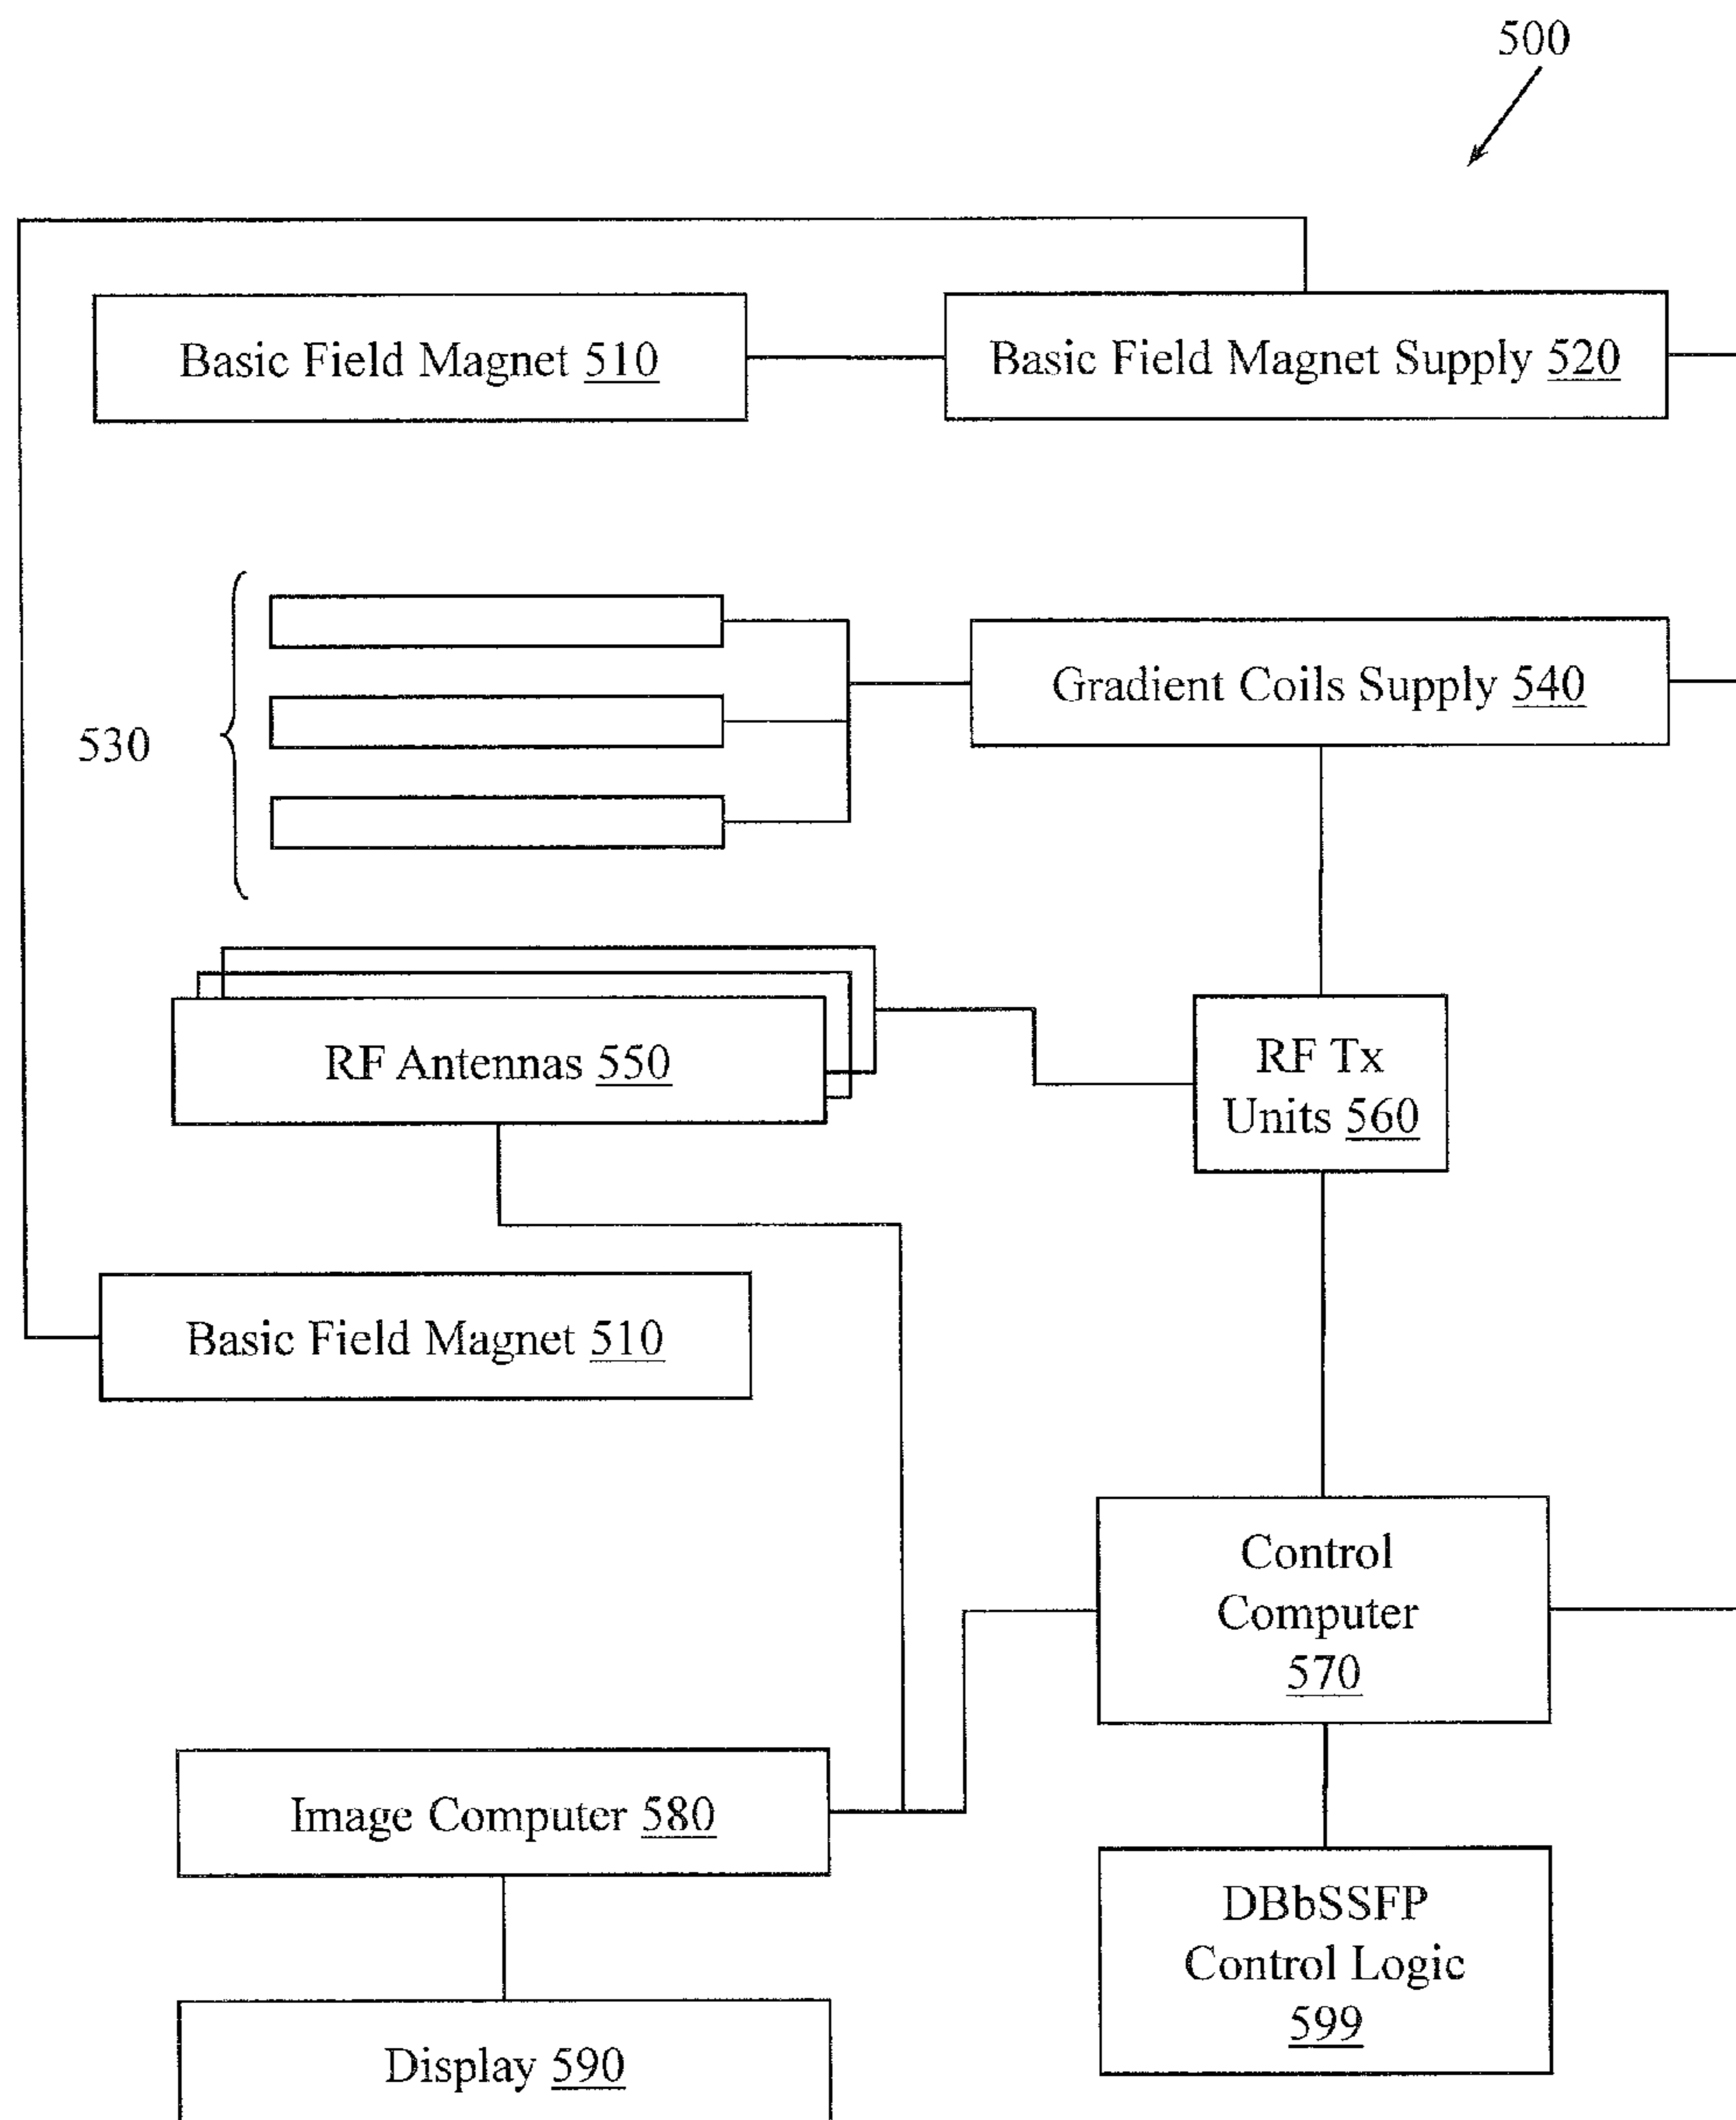 500
Basic Field Magnet 510
Basic Field Magnet Supply 520
530
Gradient Coils Supply 540
RF Antennas 550
RF Tx
Units 560
Basic Field Magnet 510
Control
Computer
570
Image Computer 580
DBbSSFP
Control Logic
599
Display 590